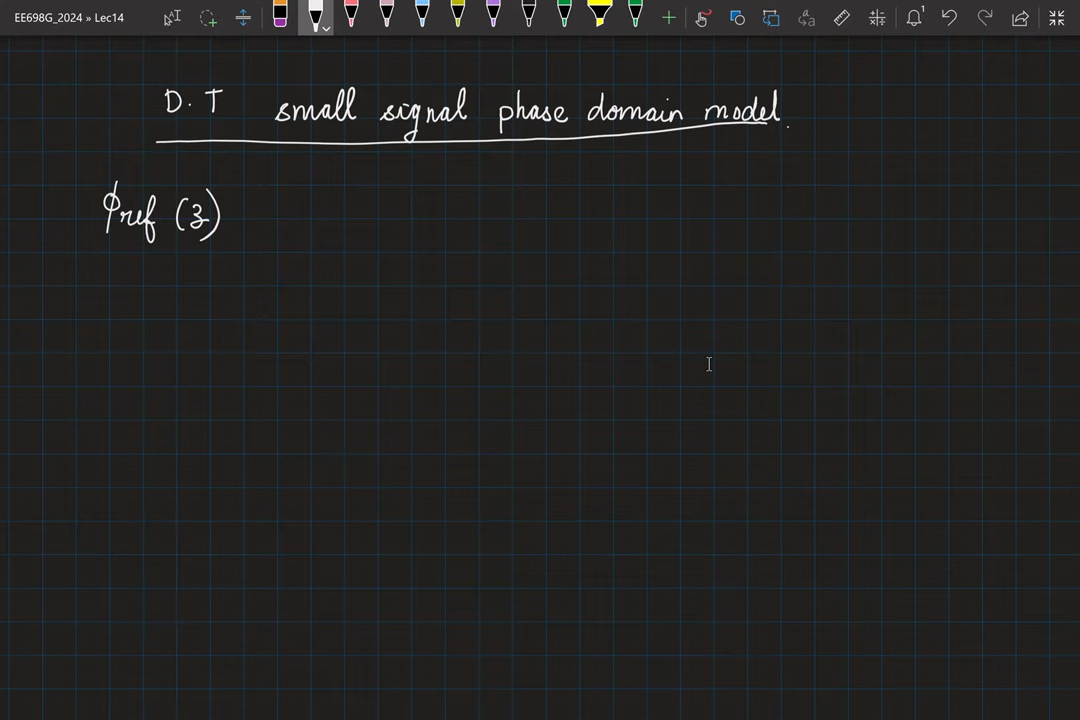 EE698G_2024 » Lec14
D.T small signal phase domain model.
ϕref (z)